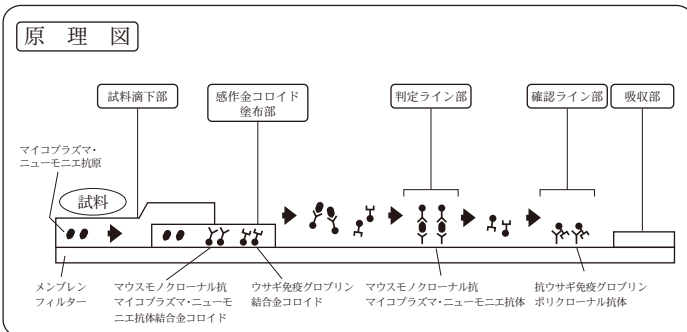 原理図
試料滴下部
感作金コロイド
塗布部
判定ライン部
確認ライン部
吸収部
マイコプラズマ・
ニューモニエ抗原
試料
メンブレン
フィルター
マウスモノクローナル抗
マイコプラズマ・ニューモ
ニエ抗体結合金コロイド
ウサギ免疫グロブリン
結合金コロイド
マウスモノクローナル抗
マイコプラズマ・ニューモニエ抗体
抗ウサギ免疫グロブリン
ポリクローナル抗体